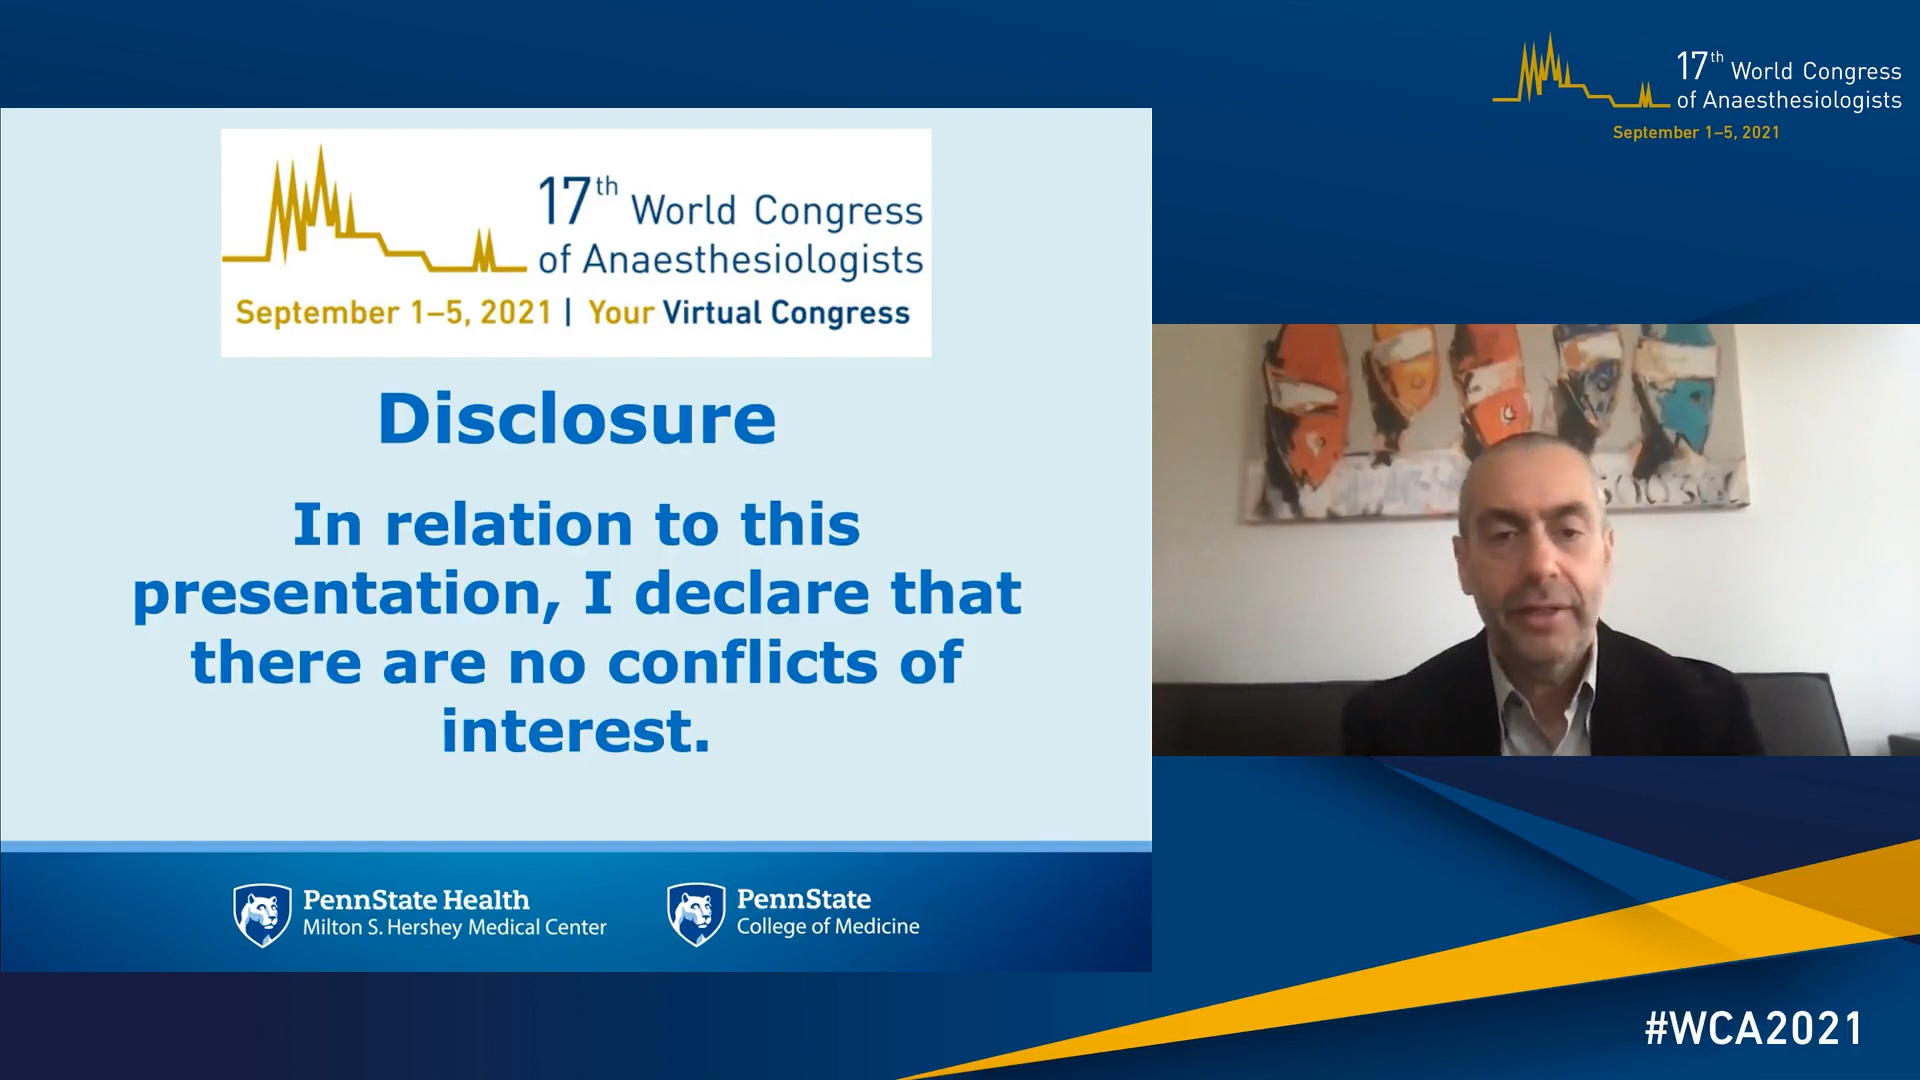 17th World Congress
of Anaesthesiologists
September 1–5, 2021
17th World Congress
of Anaesthesiologists
September 1–5, 2021 | Your Virtual Congress
Disclosure
In relation to this
presentation, I declare that
there are no conflicts of
interest.
PennState Health
Milton S. Hershey Medical Center
PennState
College of Medicine
#WCA2021